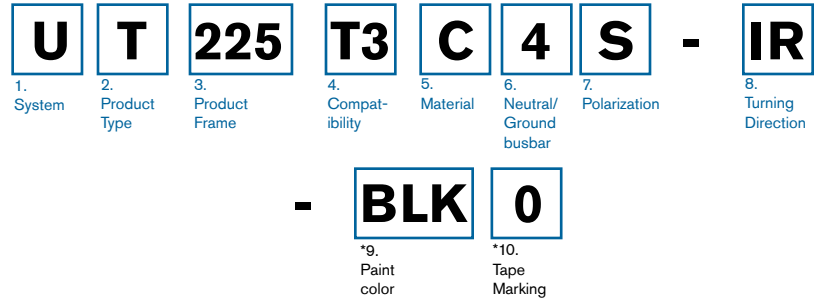 U T 225 T3 C 4 S - IR
1. 2. 3. 4. 5. 6. 7. 8.
System Product Product Compat- Material Neutral/ Polarization Turning
Type Frame ibility Ground Direction
busbar
- BLK 0
*9. *10.
Paint Tape
color Marking